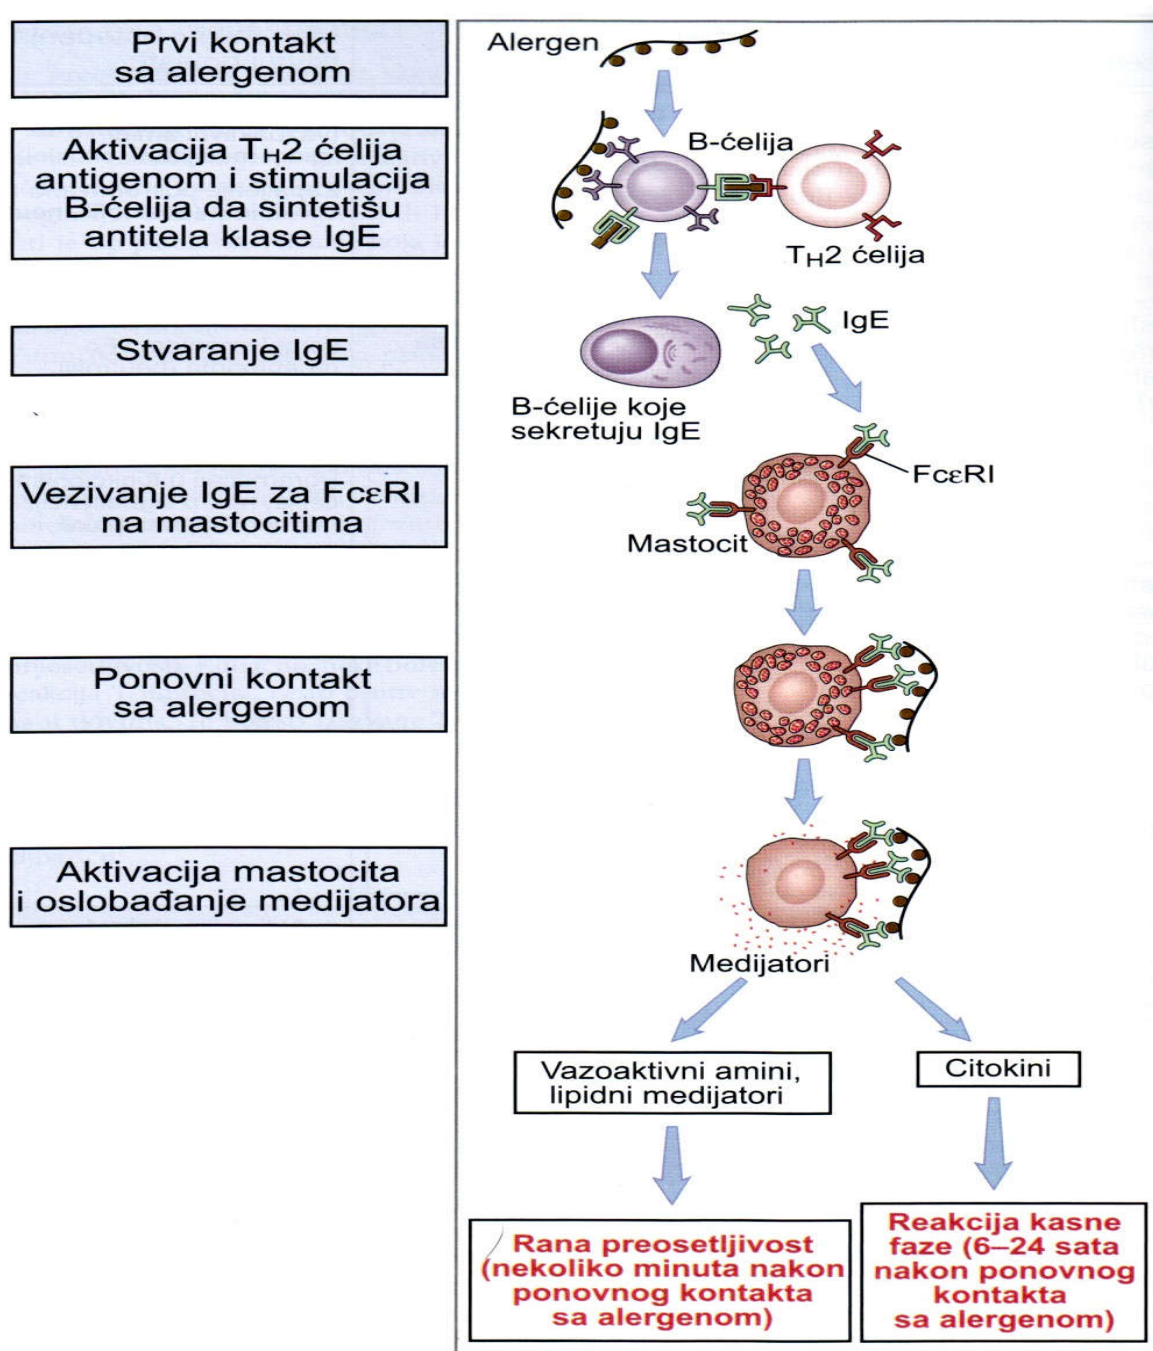 Prvi kontakt
sa alergenom
Aktivacija TH2 ćelija
antigenom i stimulacija
B-ćelija da sintetišu
antitela klase IgE
Stvaranje IgE
Vezivanje IgE za FcεRI
na mastocitima
Ponovni kontakt
sa alergenom
Aktivacija mastocita
i oslobađanje medijatora
Alergen
B-ćelija
TH2 ćelija
IgE
B-ćelije koje
sekretuju IgE
FcεRI
Mastocit
Medijatori
Vazoaktivni amini,
lipidni medijatori
Citokini
Rana preosetljivost
(nekoliko minuta nakon
ponovnog kontakta
sa alergenom)
Reakcija kasne
faze (6–24 sata
nakon ponovnog
kontakta
sa alergenom)